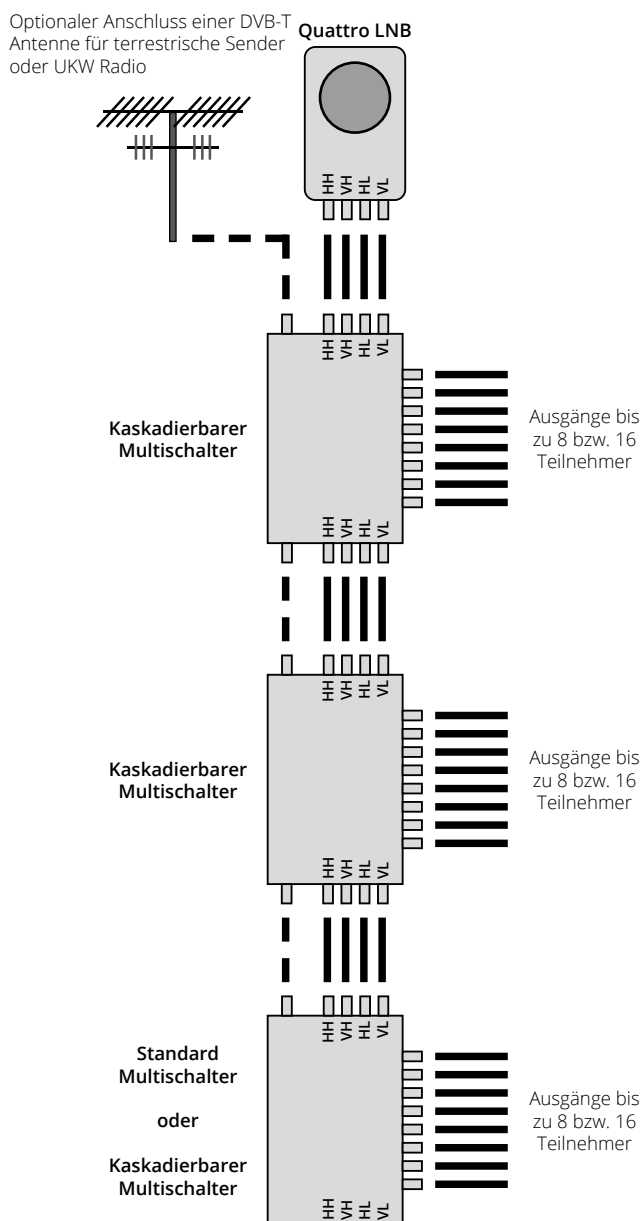 Optionaler Anschluss einer DVB-T
Antenne für terrestrische Sender
oder UKW Radio
Quattro LNB
HH
VH
HL
VL
HH
VH
HL
VL
Kaskadierbarer
Multischalter
Ausgänge bis
zu 8 bzw. 16
Teilnehmer
HH
VH
HL
VL
HH
VH
HL
VL
Kaskadierbarer
Multischalter
Ausgänge bis
zu 8 bzw. 16
Teilnehmer
HH
VH
HL
VL
HH
VH
HL
VL
Standard
Multischalter
oder
Kaskadierbarer
Multischalter
Ausgänge bis
zu 8 bzw. 16
Teilnehmer
HH
VH
HL
VL